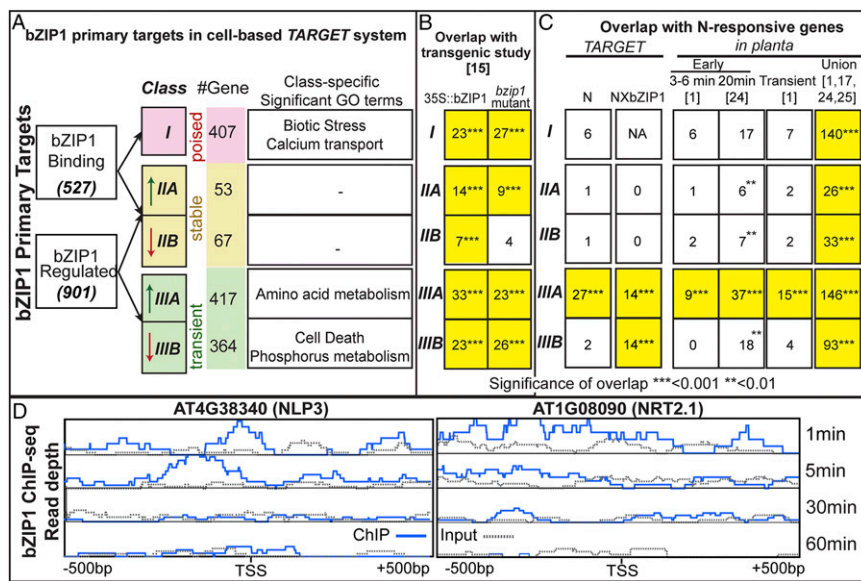 A
bZIP1 primary targets in cell-based TARGET system
bZIP1 Primary Targets
Class
#Gene
Class-specific
Significant GO terms
bZIP1
Binding
(527)
bZIP1
Regulated
(901)
I
poised
407
Biotic Stress
Calcium transport
IIA
stable
53
-
IIB
67
-
IIIA
transient
417
Amino acid metabolism
IIIB
364
Cell Death
Phosphorus metabolism
B
Overlap with
transgenic study
[15]
35S::bZIP1
bzip1
mutant
I 23*** 27***
IIA 14*** 9***
IIB 7*** 4
IIIA 33*** 23***
IIIB 23*** 26***
C
Overlap with N-responsive genes
TARGET
in planta
N
NXbZIP1
Early
3-6 min 20min
[1] [24]
Transient
[1]
Union
[1,17,
24,25]
I 6 NA 6 17 7 140***
IIA 1 0 1 6** 2 26***
IIB 1 0 2 7** 2 33***
IIIA 27*** 14*** 9*** 37*** 15*** 146***
IIIB 2 14*** 0 18** 4 93***
Significance of overlap ***<0.001 **<0.01
D
AT4G38340 (NLP3)
AT1G08090 (NRT2.1)
bZIP1 ChIP-seq
Read depth
1min
5min
30min
60min
ChIP
Input
-500bp TSS +500bp
-500bp TSS +500bp